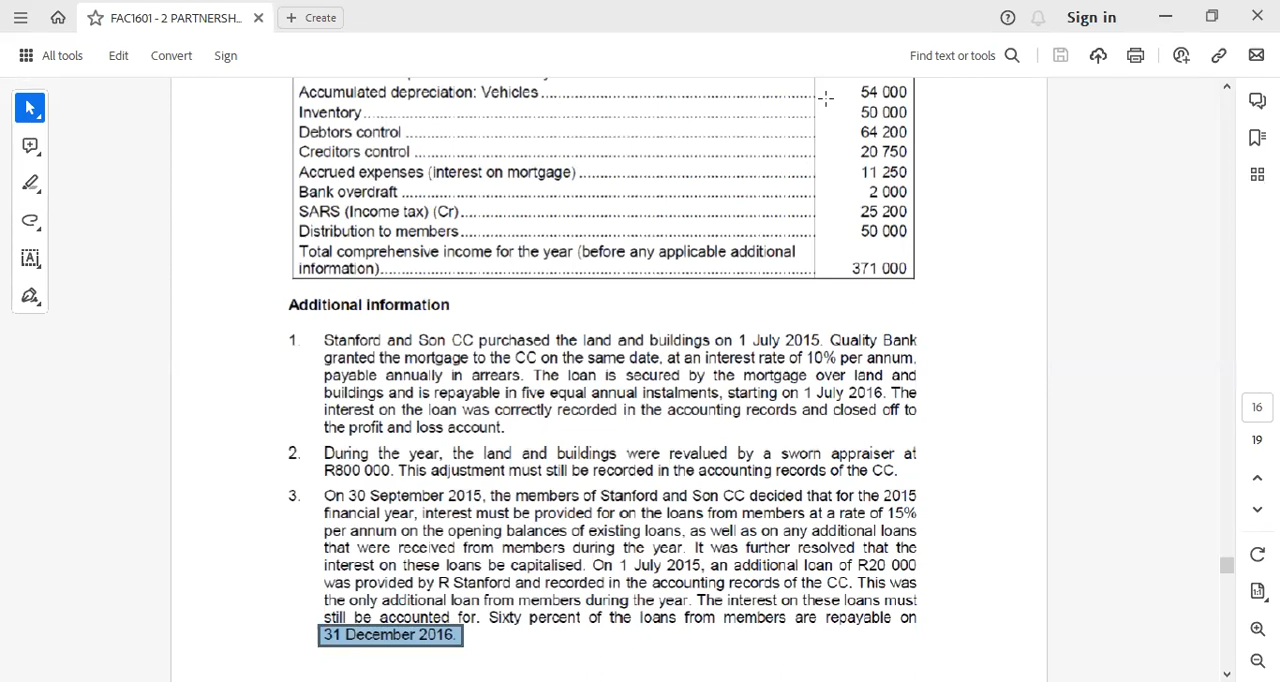 FAC1601 - 2 PARTNERSH...
Create
Sign in
All tools
Edit
Convert
Sign
Find text or tools
Accumulated depreciation: Vehicles 54 000
Inventory 50 000
Debtors control 64 200
Creditors control 20 750
Accrued expenses (interest on mortgage) 11 250
Bank overdraft 2 000
SARS (Income tax) (Cr) 25 200
Distribution to members 50 000
Total comprehensive income for the year (before any applicable additional
information) 371 000
Additional information
1. Stanford and Son CC purchased the land and buildings on 1 July 2015. Quality Bank
granted the mortgage to the CC on the same date, at an interest rate of 10% per annum,
payable annually in arrears. The loan is secured by the mortgage over land and
buildings and is repayable in five equal annual instalments, starting on 1 July 2016. The
interest on the loan was correctly recorded in the accounting records and closed off to
the profit and loss account.
2. During the year, the land and buildings were revalued by a sworn appraiser at
R800 000. This adjustment must still be recorded in the accounting records of the CC.
3. On 30 September 2015, the members of Stanford and Son CC decided that for the 2015
financial year, interest must be provided for on the loans from members at a rate of 15%
per annum on the opening balances of existing loans, as well as on any additional loans
that were received from members during the year. It was further resolved that the
interest on these loans be capitalised. On 1 July 2015, an additional loan of R20 000
was provided by R Stanford and recorded in the accounting records of the CC. This was
the only additional loan from members during the year. The interest on these loans must
still be accounted for. Sixty percent of the loans from members are repayable on
31 December 2016.
16
19